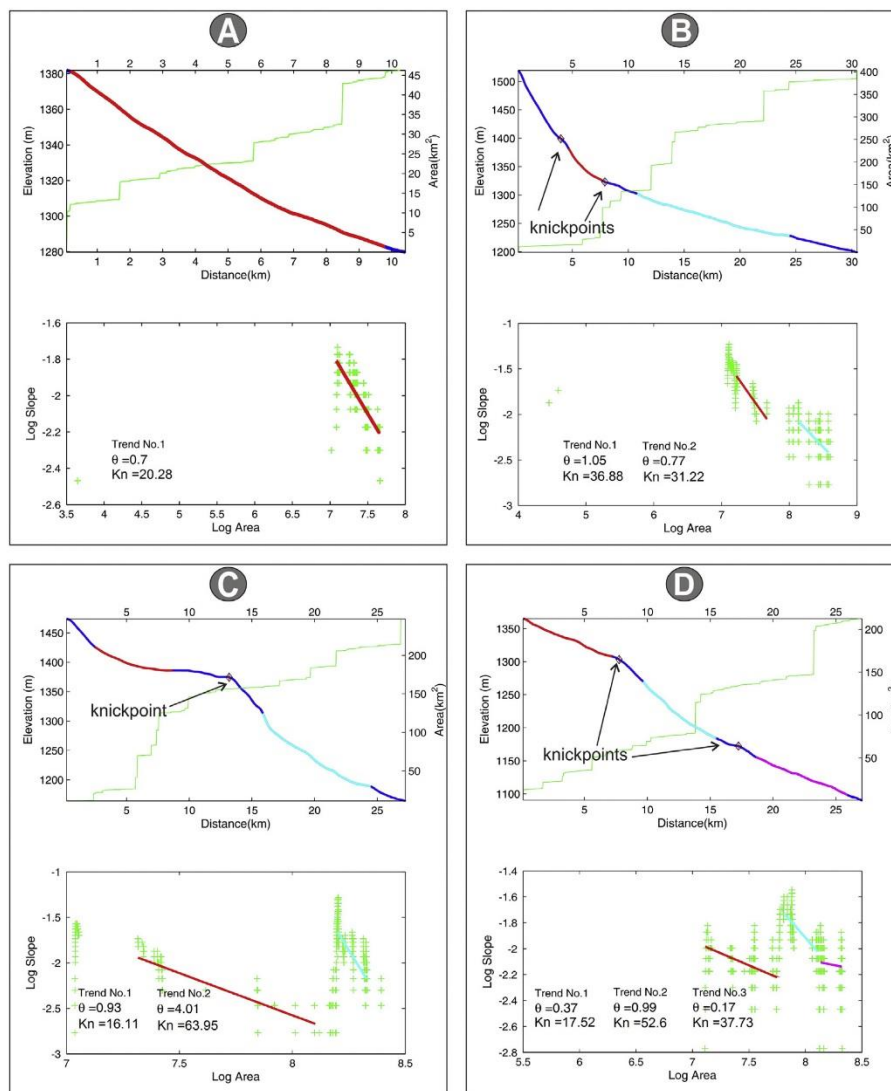 A
1 2 3 4 5 6 7 8 9 10
1380
1360
1340
1320
1300
1280
Elevation (m)
45
40
35
30
25
20
15
10
5
Area(km²)
1 2 3 4 5 6 7 8 9 10
Distance(km)
-1.6
-1.8
-2
-2.2
-2.4
-2.6
Log Slope
Trend No.1
θ =0.7
Kn =20.28
3.5 4 4.5 5 5.5 6 6.5 7 7.5 8
Log Area
B
5 10 15 20 25 30
1500
1400
1300
1250
1200
Elevation (m)
400
350
300
250
200
150
100
50
Area(km²)
knickpoints
5 10 15 20 25 30
Distance(km)
-1
-1.5
-2
-2.5
-3
Log Slope
Trend No.1 Trend No.2
θ =1.05 θ =0.77
Kn =36.88 Kn =31.22
4 5 6 7 8 9
Log Area
C
5 10 15 20 25
1450
1400
1350
1300
1250
1200
Elevation (m)
200
150
100
50
Area(km²)
knickpoint
5 10 15 20 25
Distance(km)
-1
-1.5
-2
-2.5
-3
Log Slope
Trend No.1 Trend No.2
θ =0.93 θ =4.01
Kn =16.11 Kn =63.95
7 7.5 8 8.5
Log Area
D
5 10 15 20 25
1350
1300
1250
1200
1150
1100
Elevation (m)
200
150
100
50
knickpoints
5 10 15 20 25
Distance(km)
-1.4
-1.6
-1.8
-2
-2.2
-2.4
-2.6
-2.8
Log Slope
Trend No.1 Trend No.2 Trend No.3
θ =0.37 θ =0.99 θ =0.17
Kn =17.52 Kn =52.6 Kn =37.73
5.5 6 6.5 7 7.5 8 8.5
Log Area